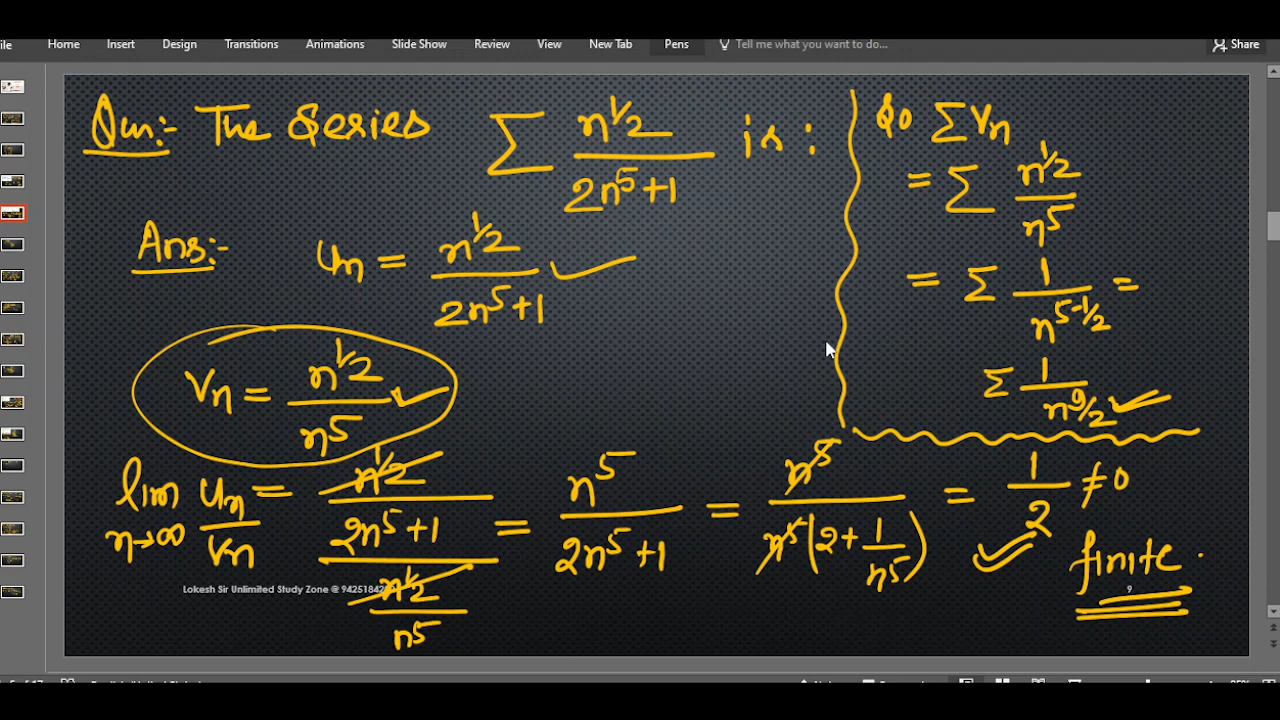 File Home Insert Design Transitions Animations Slide Show Review View New Tab Pens Tell me what you want to do... Share
Qun:- The Series ∑ n^1/2 / 2n^5+1 is :
Ans:- un = n^1/2 / 2n^5+1 ✓
Vn = n^1/2 / n^5 ✓
lim n→∞ un/vn = (n^1/2 / 2n^5+1) / (n^1/2 / n^5) = n^5 / 2n^5+1 = n^5 / n^5(2+1/n^5) = 1/2 ≠0
✓ finite.
So ∑Vn
= ∑ n^1/2 / n^5
= ∑ 1 / n^5-1/2 =
∑ 1 / n^9/2 ✓
Lokesh Sir Unlimited Study Zone @ 9425184
9